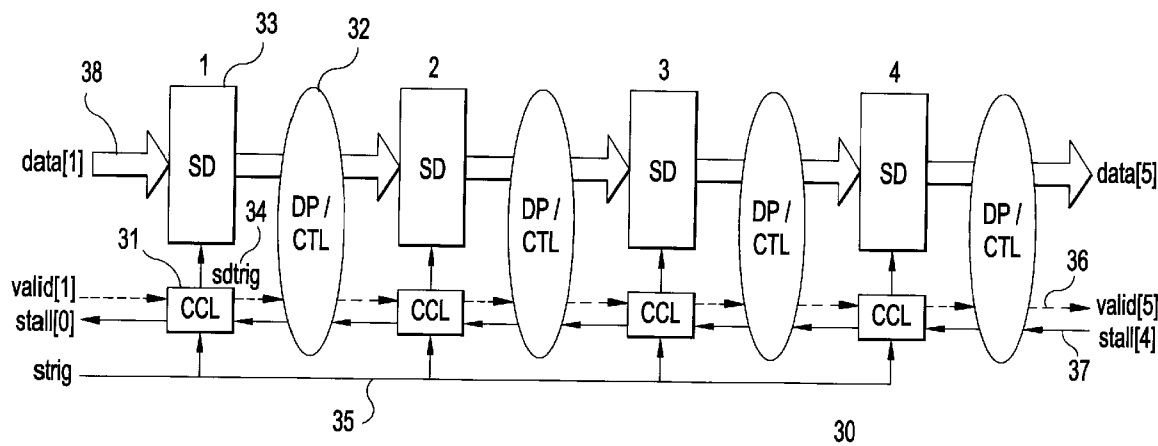 33
32
1
2
3
4
38
data[1]
SD
SD
SD
SD
data[5]
DP /
CTL
DP /
CTL
DP /
CTL
DP /
CTL
34
31
sdtrig
36
valid[1]
CCL
CCL
CCL
CCL
valid[5]
stall[0]
stall[4]
37
strig
35
30